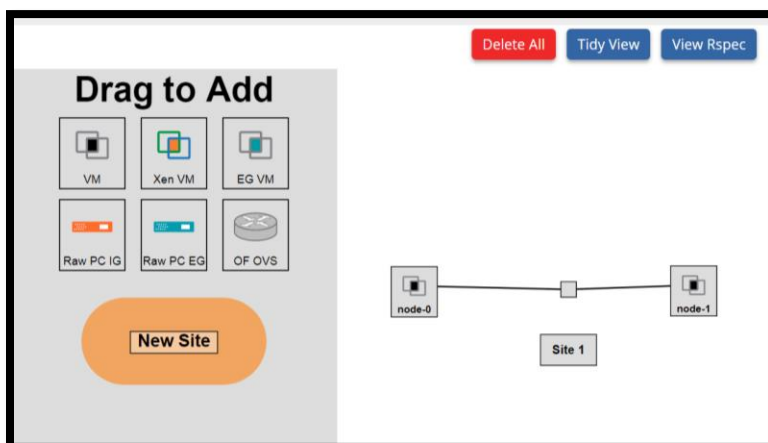 Delete All Tidy View View Rspec
Drag to Add
VM Xen VM EG VM
Raw PC IG Raw PC EG OF OVS
New Site
node-0 node-1
Site 1